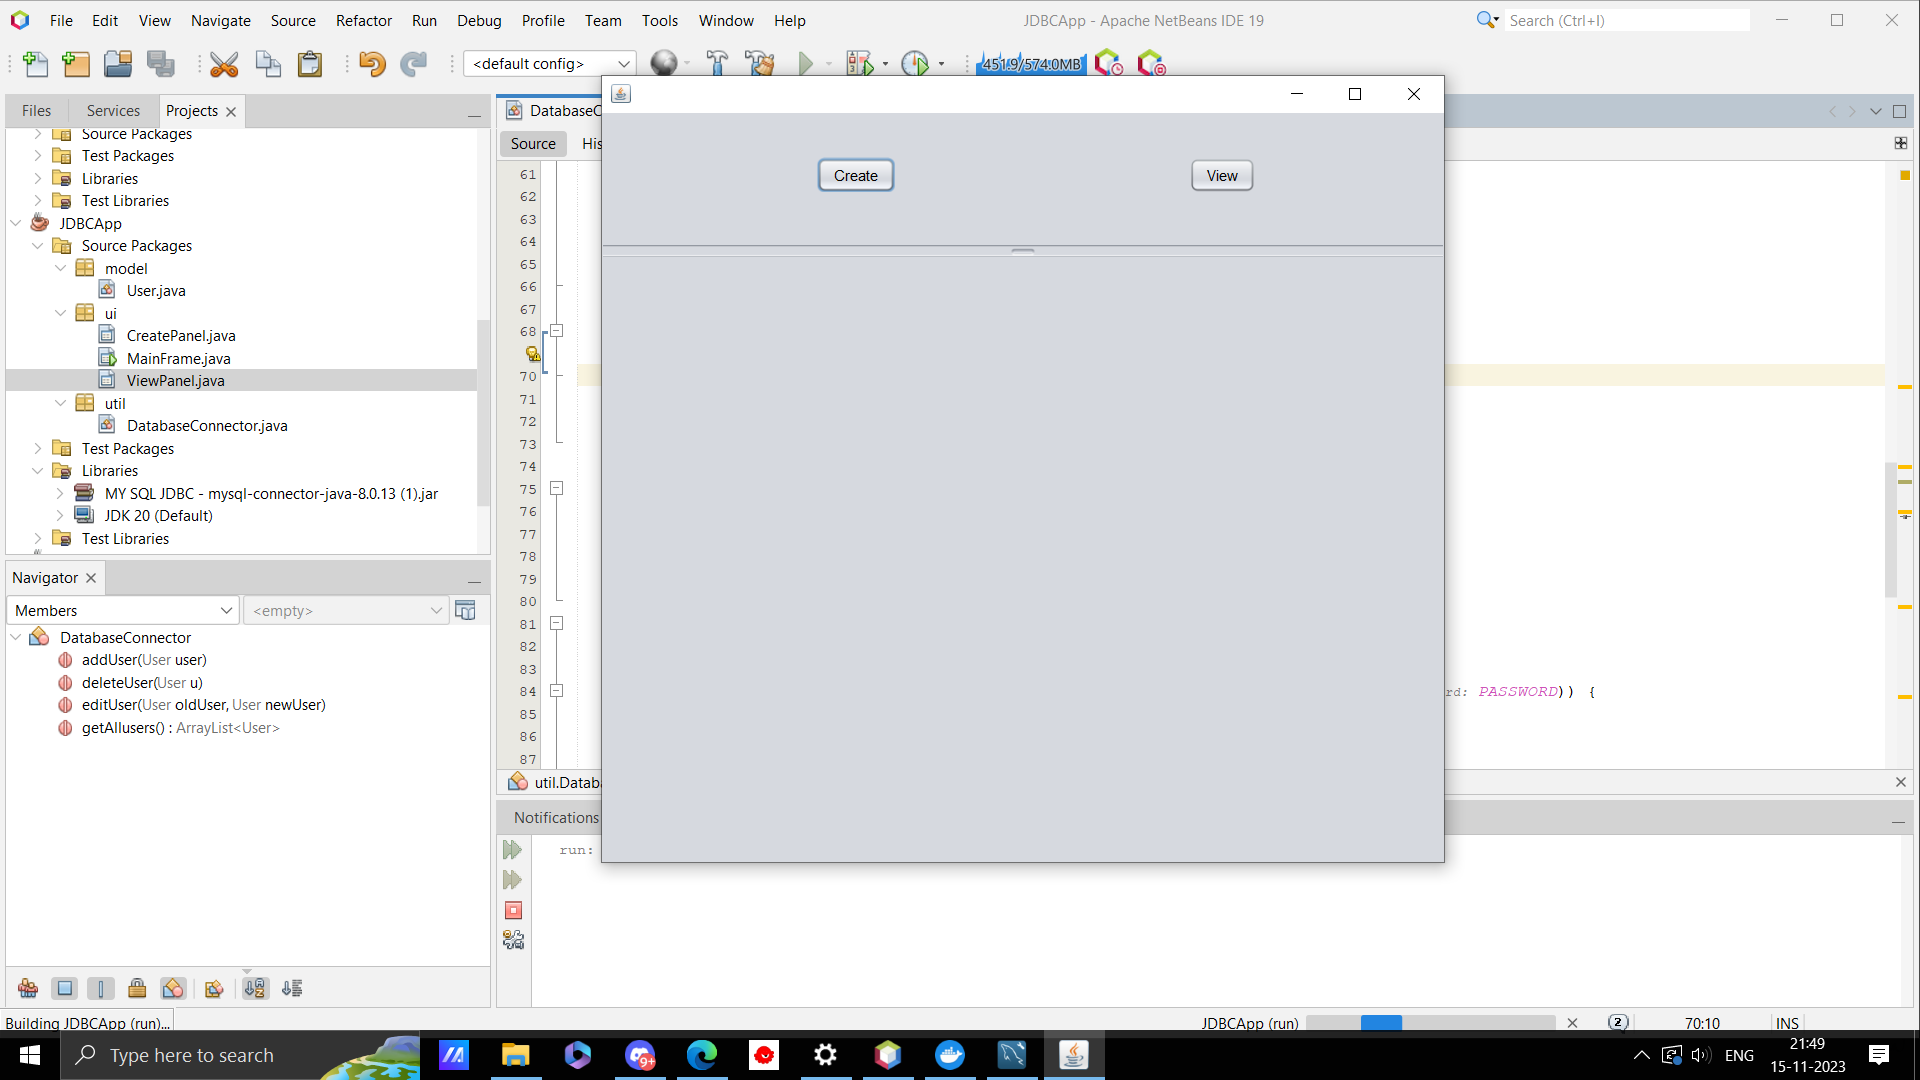 File Edit View Navigate Source Refactor Run Debug Profile Team Tools Window Help
JDBCApp - Apache NetBeans IDE 19
Search (Ctrl+I)
<default config>
451.9/574.0MB
Files Services Projects
Source Packages
Test Packages
Libraries
Test Libraries
JDBCApp
Source Packages
model
User.java
ui
CreatePanel.java
MainFrame.java
ViewPanel.java
util
DatabaseConnector.java
Test Packages
Libraries
MY SQL JDBC - mysql-connector-java-8.0.13 (1).jar
JDK 20 (Default)
Test Libraries
Navigator
Members
<empty>
DatabaseConnector
addUser(User user)
deleteUser(User u)
editUser(User oldUser, User newUser)
getAllusers() : ArrayList<User>
Building JDBCApp (run)...
DatabaseC
Source His
61
62
63
64
65
66
67
68
70
71
72
73
74
75
76
77
78
79
80
81
82
83
84
85
86
87
rd: PASSWORD)) {
util.Databa
Create
View
Notifications
run:
JDBCApp (run)
2
70:10
INS
Type here to search
9+
ENG
21:49
15-11-2023